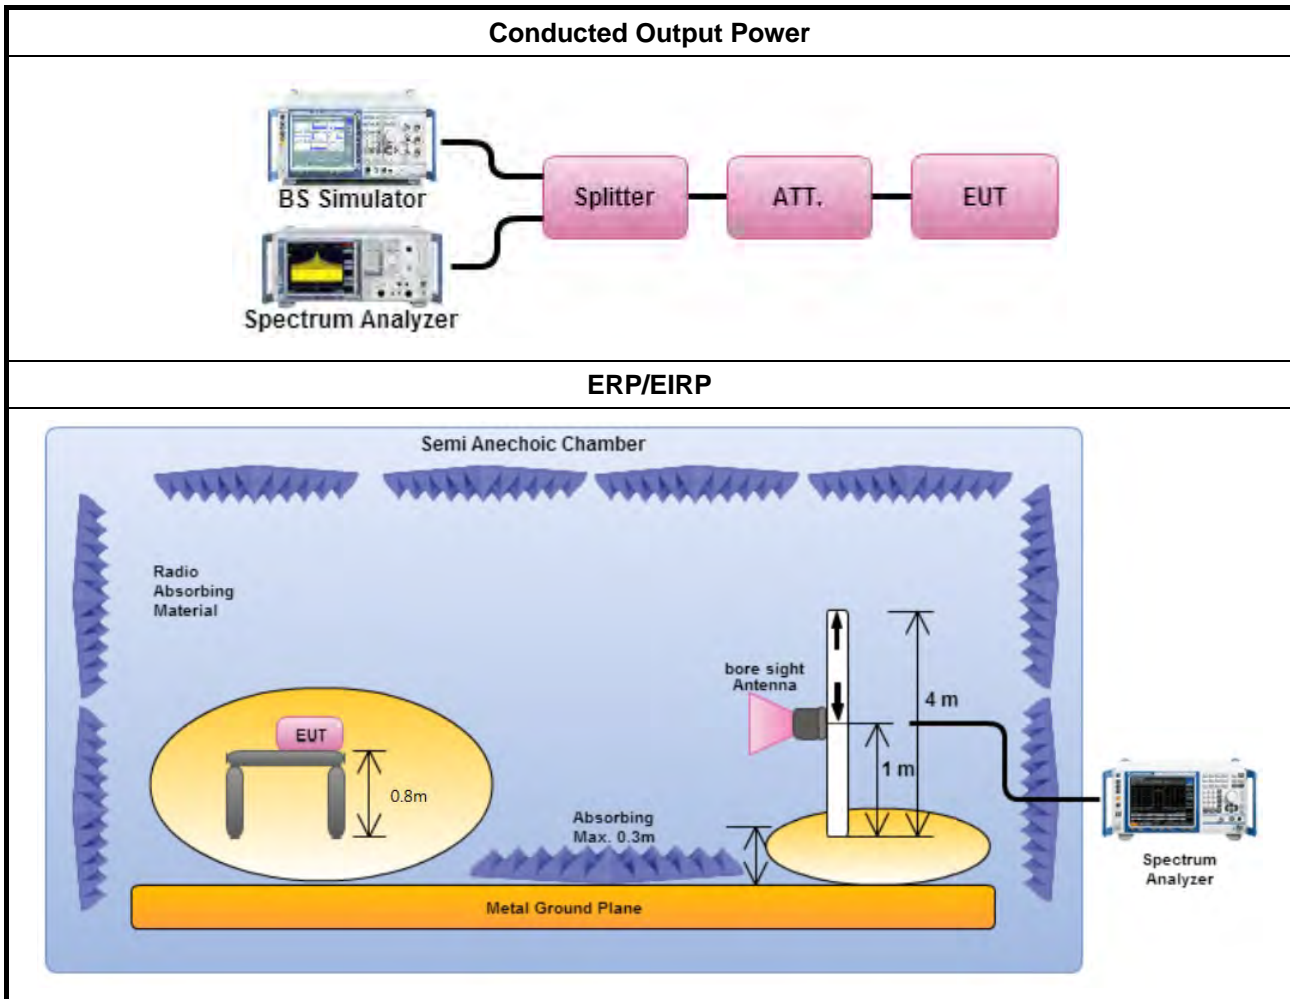 Conducted Output Power
BS Simulator
Spectrum Analyzer
Splitter
ATT.
EUT
ERP/EIRP
Semi Anechoic Chamber
Radio
Absorbing
Material
EUT
0.8m
bore sight
Antenna
4 m
1 m
Absorbing
Max. 0.3m
Metal Ground Plane
Spectrum
Analyzer